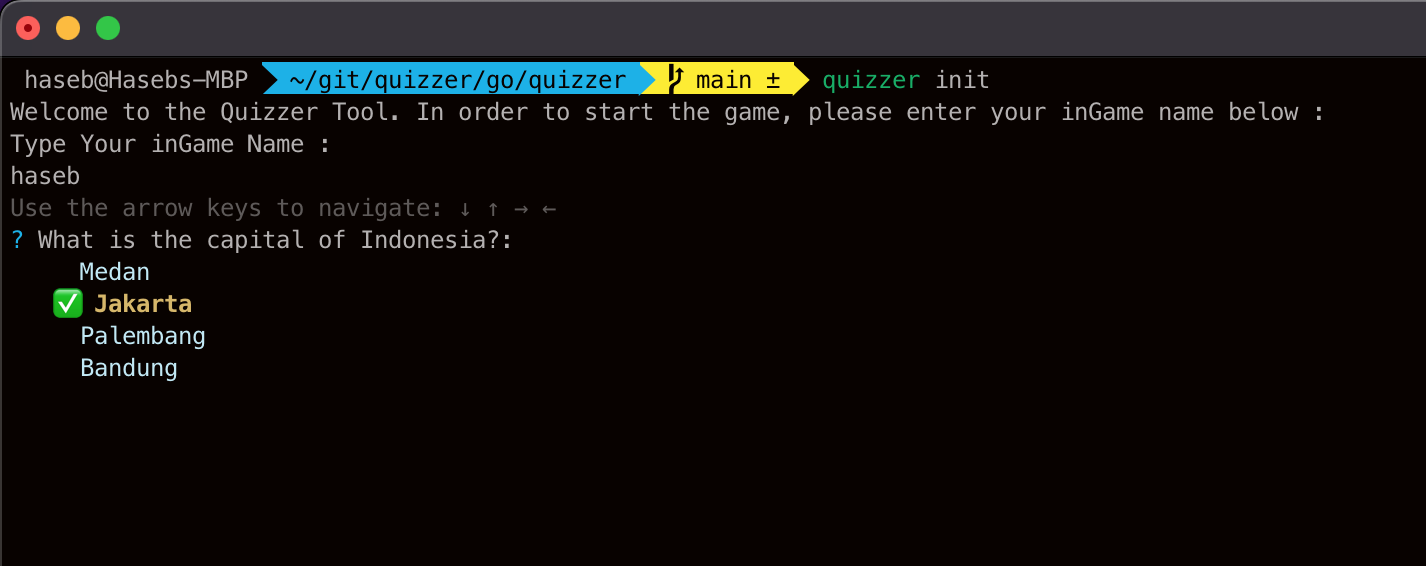 haseb@Hasebs-MBP ~/git/quizzer/go/quizzer main ± quizzer init
Welcome to the Quizzer Tool. In order to start the game, please enter your inGame name below :
Type Your inGame Name :
haseb
Use the arrow keys to navigate: ↓ ↑ → ←
? What is the capital of Indonesia?:
Medan
✅ Jakarta
Palembang
Bandung